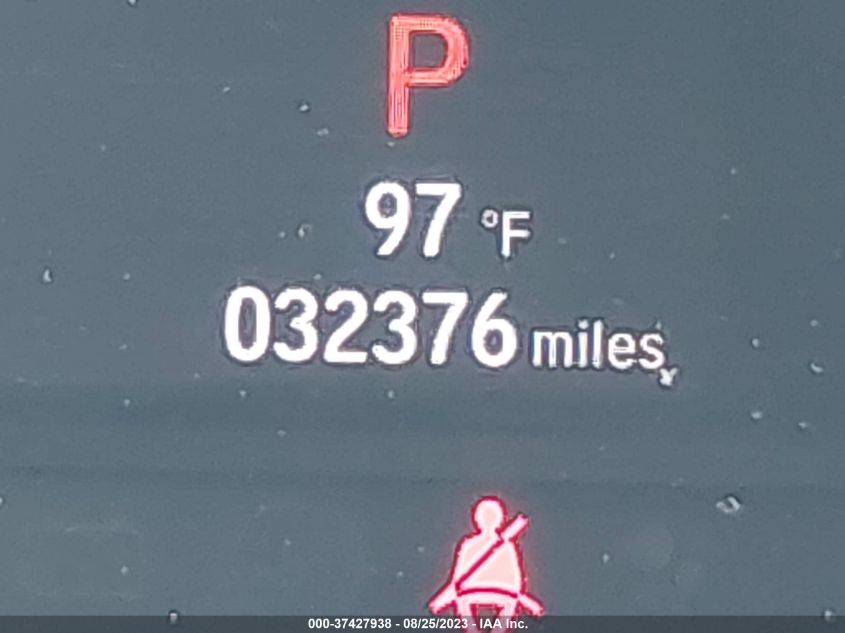 P
97 °F
032376 miles
000-37427938 - 08/25/2023 - IAA Inc.